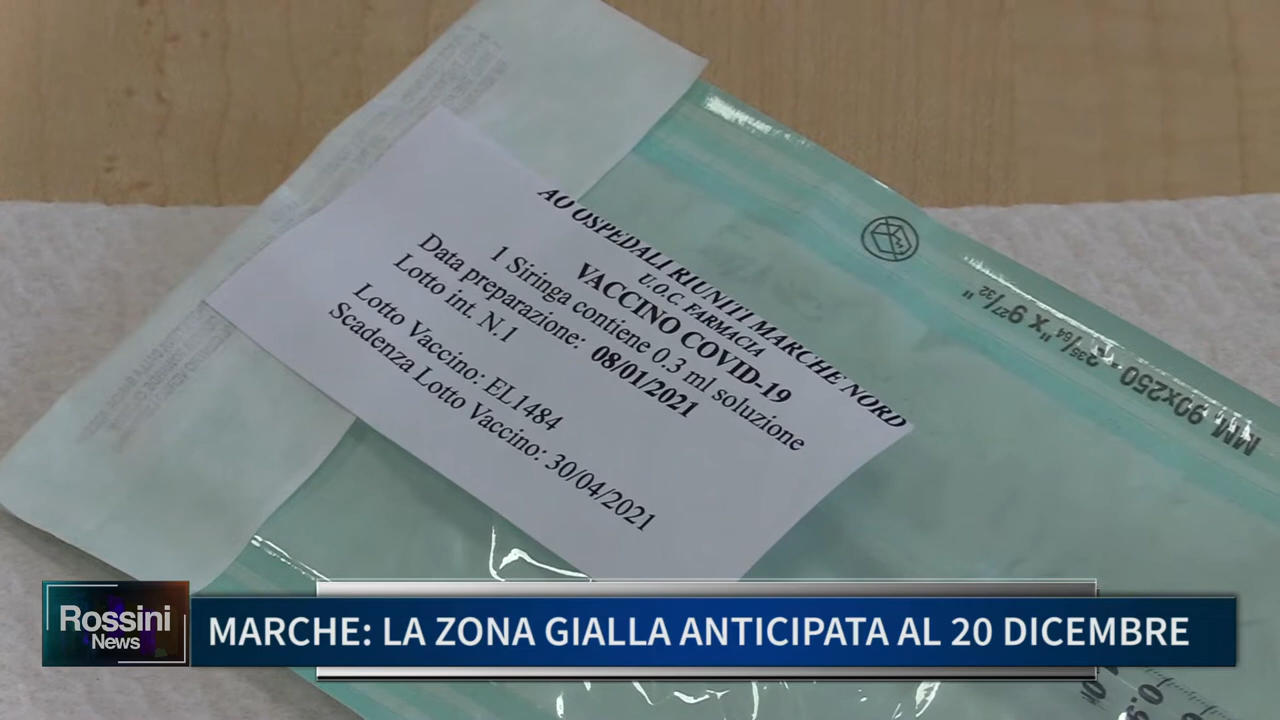 AO OSPEDALI RIUNITI MARCHE NORD
U.O.C. FARMACIA
VACCINO COVID-19
1 Siringa contiene 0.3 ml soluzione
Data preparazione: 08/01/2021
Lotto int. N.1
Lotto Vaccino: EL1484
Scadenza Lotto Vaccino: 30/04/2021
MM. 90x250 - 3 35/64 " x 9 27/32 "
Rossini
News
MARCHE: LA ZONA GIALLA ANTICIPATA AL 20 DICEMBRE